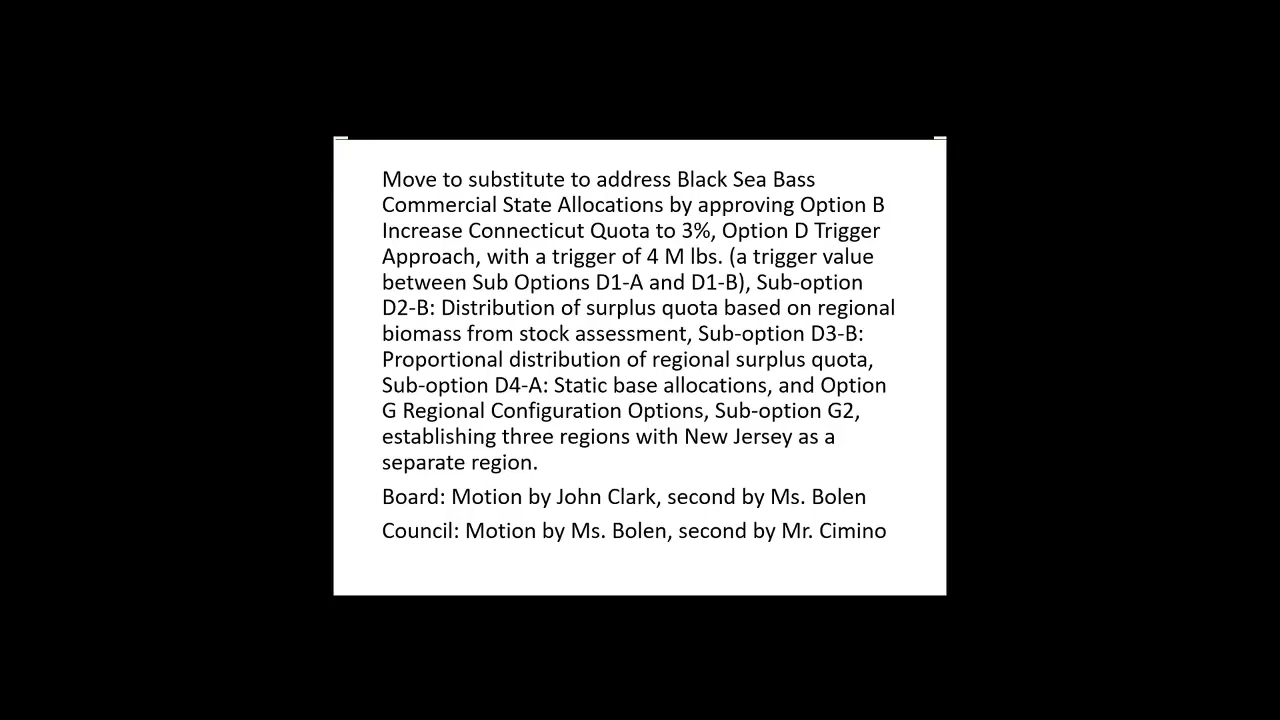 Move to substitute to address Black Sea Bass
Commercial State Allocations by approving Option B
Increase Connecticut Quota to 3%, Option D Trigger
Approach, with a trigger of 4 M lbs. (a trigger value
between Sub Options D1-A and D1-B), Sub-option
D2-B: Distribution of surplus quota based on regional
biomass from stock assessment, Sub-option D3-B:
Proportional distribution of regional surplus quota,
Sub-option D4-A: Static base allocations, and Option
G Regional Configuration Options, Sub-option G2,
establishing three regions with New Jersey as a
separate region.
Board: Motion by John Clark, second by Ms. Bolen
Council: Motion by Ms. Bolen, second by Mr. Cimino